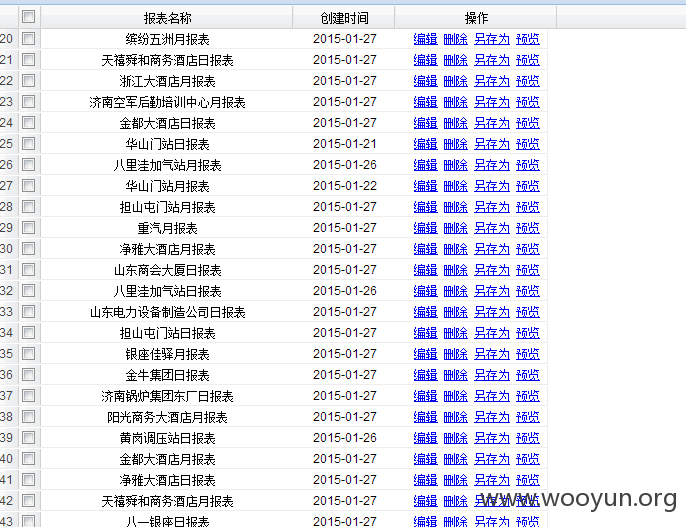 报表名称 创建时间 操作
20 缤纷五洲月报表 2015-01-27 编辑 删除 另存为 预览
21 天禧舜和商务酒店日报表 2015-01-27 编辑 删除 另存为 预览
22 浙江大酒店月报表 2015-01-27 编辑 删除 另存为 预览
23 济南空军后勤培训中心月报表 2015-01-27 编辑 删除 另存为 预览
24 金都大酒店日报表 2015-01-27 编辑 删除 另存为 预览
25 华山门站日报表 2015-01-21 编辑 删除 另存为 预览
26 八里洼加气站月报表 2015-01-26 编辑 删除 另存为 预览
27 华山门站月报表 2015-01-22 编辑 删除 另存为 预览
28 担山屯门站月报表 2015-01-27 编辑 删除 另存为 预览
29 重汽月报表 2015-01-27 编辑 删除 另存为 预览
30 净雅大酒店月报表 2015-01-27 编辑 删除 另存为 预览
31 山东商会大厦日报表 2015-01-27 编辑 删除 另存为 预览
32 八里洼加气站日报表 2015-01-26 编辑 删除 另存为 预览
33 山东电力设备制造公司日报表 2015-01-27 编辑 删除 另存为 预览
34 担山屯门站日报表 2015-01-27 编辑 删除 另存为 预览
35 银座佳驿月报表 2015-01-27 编辑 删除 另存为 预览
36 金牛集团日报表 2015-01-27 编辑 删除 另存为 预览
37 济南锅炉集团东厂日报表 2015-01-27 编辑 删除 另存为 预览
38 阳光商务大酒店月报表 2015-01-27 编辑 删除 另存为 预览
39 黄岗调压站日报表 2015-01-26 编辑 删除 另存为 预览
40 金都大酒店月报表 2015-01-27 编辑 删除 另存为 预览
41 净雅大酒店日报表 2015-01-27 编辑 删除 另存为 预览
42 天禧舜和商务酒店月报表 2015-01-27 编辑 删除 另存为 预览
www.wooyun.org
43 八一银座日报表 2015-01-27 编辑 删除 另存为 预览